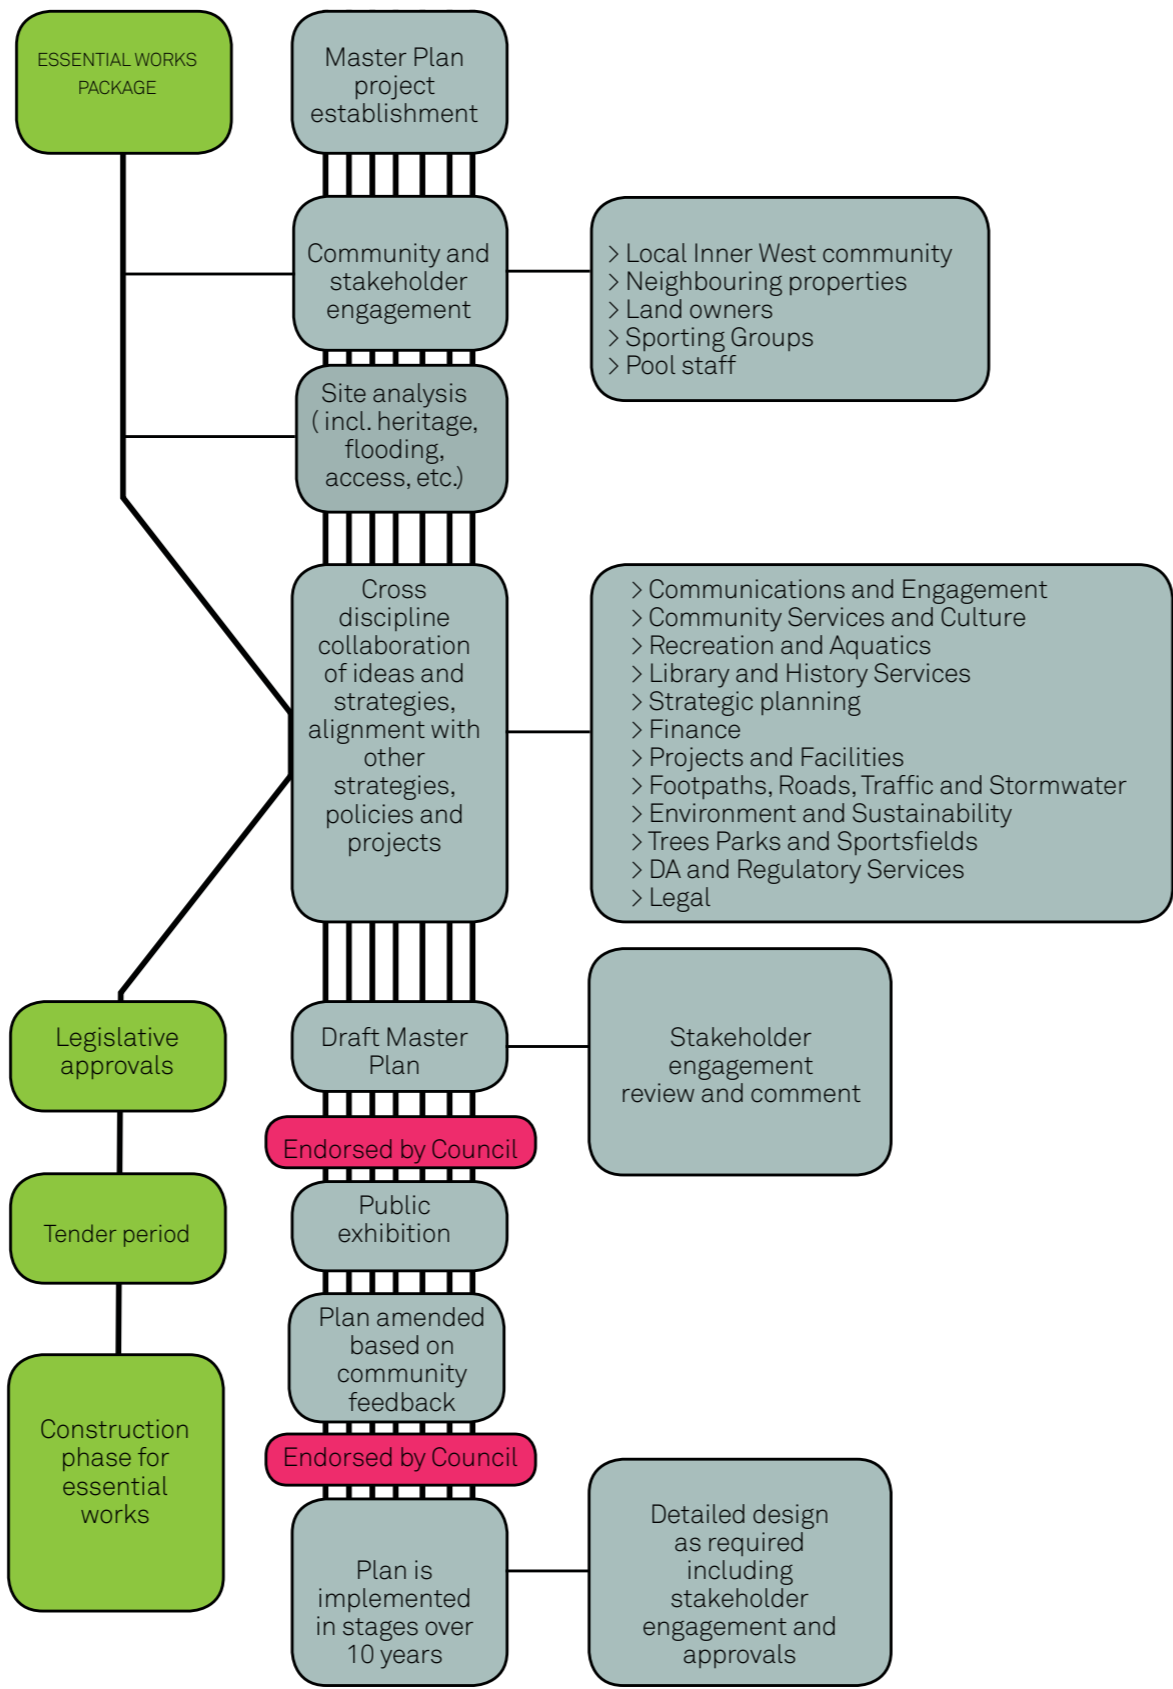 ESSENTIAL WORKS
PACKAGE
Master Plan
project
establishment
Community and
stakeholder
engagement
> Local Inner West community
> Neighbouring properties
> Land owners
> Sporting Groups
> Pool staff
Site analysis
( incl. heritage,
flooding,
access, etc.)
Cross
discipline
collaboration
of ideas and
strategies,
alignment with
other
strategies,
policies and
projects
> Communications and Engagement
> Community Services and Culture
> Recreation and Aquatics
> Library and History Services
> Strategic planning
> Finance
> Projects and Facilities
> Footpaths, Roads, Traffic and Stormwater
> Environment and Sustainability
> Trees Parks and Sportsfields
> DA and Regulatory Services
> Legal
Legislative
approvals
Draft Master
Plan
Stakeholder
engagement
review and comment
Endorsed by Council
Tender period
Public
exhibition
Plan amended
based on
community
feedback
Construction
phase for
essential
works
Endorsed by Council
Plan is
implemented
in stages over
10 years
Detailed design
as required
including
stakeholder
engagement and
approvals